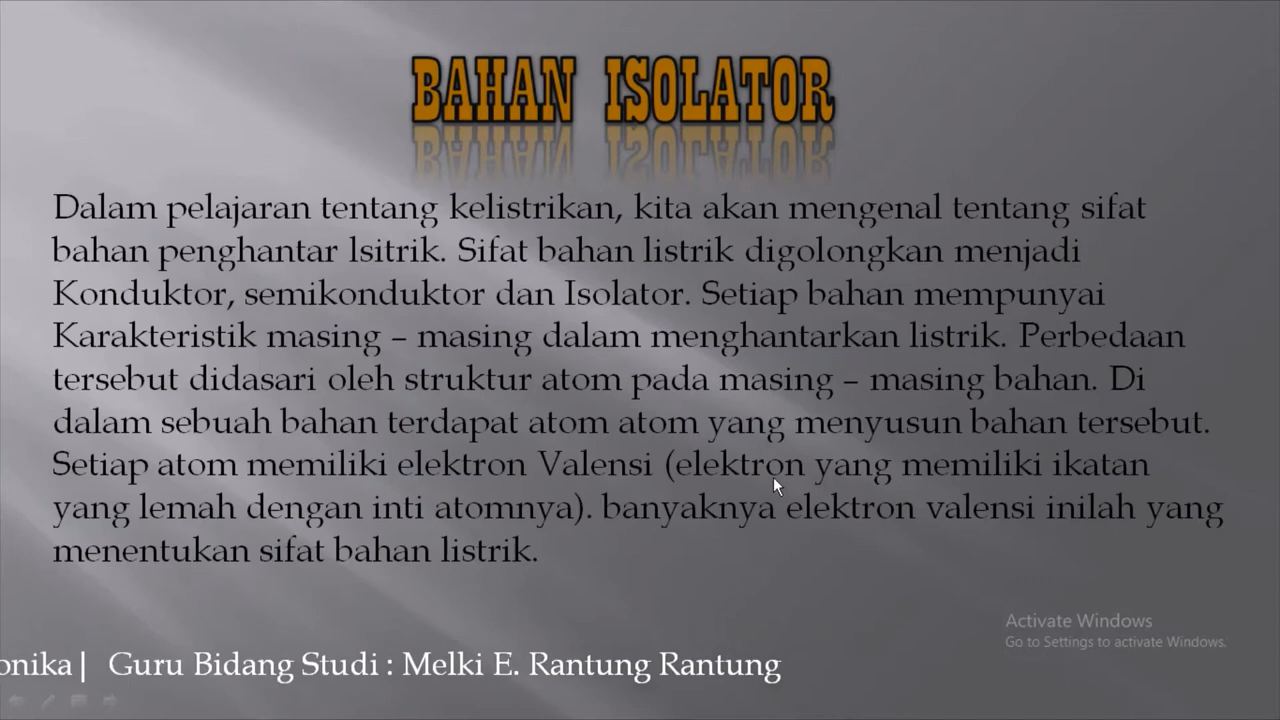 BAHAN ISOLATOR
Dalam pelajaran tentang kelistrikan, kita akan mengenal tentang sifat
bahan penghantar lsitrik. Sifat bahan listrik digolongkan menjadi
Konduktor, semikonduktor dan Isolator. Setiap bahan mempunyai
Karakteristik masing – masing dalam menghantarkan listrik. Perbedaan
tersebut didasari oleh struktur atom pada masing – masing bahan. Di
dalam sebuah bahan terdapat atom atom yang menyusun bahan tersebut.
Setiap atom memiliki elektron Valensi (elektron yang memiliki ikatan
yang lemah dengan inti atomnya). banyaknya elektron valensi inilah yang
menentukan sifat bahan listrik.
Activate Windows
Go to Settings to activate Windows.
onika| Guru Bidang Studi : Melki E. Rantung Rantung